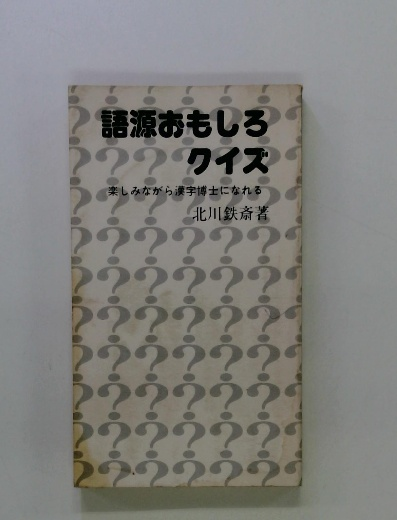 語源おもしろ
クイズ
楽しみながら漢字博士になれる
北川鉄斎著